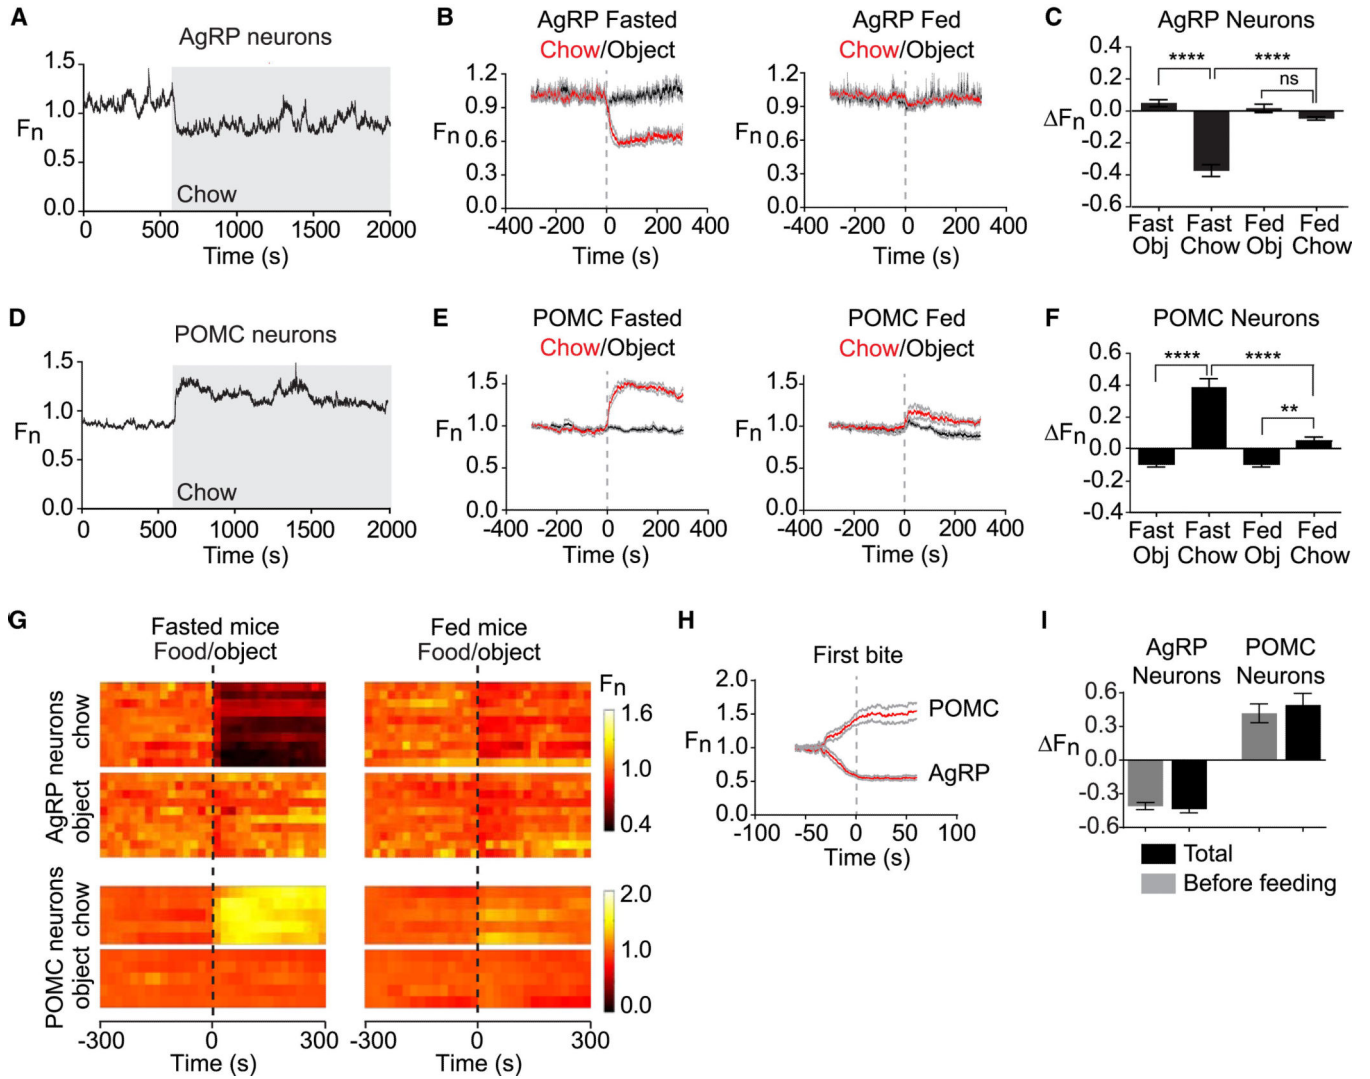 A
AgRP neurons
1.5
1.0
Fn
0.5
0.0
Chow
0 500 1000 1500 2000
Time (s)
B
AgRP Fasted
Chow/Object
1.2
0.9
Fn
0.6
0.3
0.0
-400 -200 0 200 400
Time (s)
AgRP Fed
Chow/Object
1.2
0.9
Fn
0.6
0.3
0.0
-400 -200 0 200 400
Time (s)
C
AgRP Neurons
0.4
**** ****
ns
0.2
0.0
ΔFn
-0.2
-0.4
-0.6
Fast Fast Fed Fed
Obj Chow Obj Chow
D
POMC neurons
1.5
1.0
Fn
0.5
0.0
Chow
0 500 1000 1500 2000
Time (s)
E
POMC Fasted
Chow/Object
1.5
1.0
Fn
0.5
0.0
-400 -200 0 200 400
Time (s)
POMC Fed
Chow/Object
1.5
1.0
Fn
0.5
0.0
-400 -200 0 200 400
Time (s)
F
POMC Neurons
0.6
**** ****
0.4
**
0.2
ΔFn
0.0
-0.2
-0.4
Fast Fast Fed Fed
Obj Chow Obj Chow
G
Fasted mice
Food/object
Fed mice
Food/object
AgRP neurons
chow
object
POMC neurons
chow
object
Fn
1.6
1.0
0.4
2.0
1.0
0.0
-300 0 300
Time (s)
-300 0 300
Time (s)
H
First bite
2.0
1.5
POMC
Fn
1.0
AgRP
0.5
0.0
-100 -50 0 50 100
Time (s)
I
AgRP POMC
Neurons Neurons
0.6
0.3
ΔFn
0.0
-0.3
-0.6
Total
Before feeding